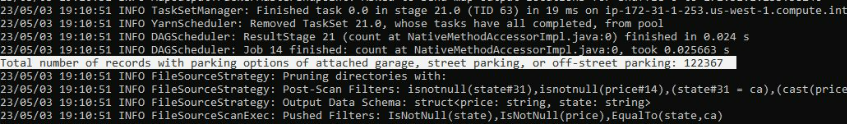 23/05/03 19:10:51 INFO TaskSetManager: Finished task 0.0 in stage 21.0 (TID 63) in 19 ms on ip-172-31-1-253.us-west-1.compute.int
23/05/03 19:10:51 INFO YarnScheduler: Removed TaskSet 21.0, whose tasks have all completed, from pool
23/05/03 19:10:51 INFO DAGScheduler: ResultStage 21 (count at NativeMethodAccessorImpl.java:0) finished in 0.024 s
23/05/03 19:10:51 INFO DAGScheduler: Job 14 finished: count at NativeMethodAccessorImpl.java:0, took 0.025663 s
Total number of records with parking options of attached garage, street parking, or off-street parking: 122367
23/05/03 19:10:51 INFO FileSourceStrategy: Pruning directories with:
23/05/03 19:10:51 INFO FileSourceStrategy: Post-Scan Filters: isnotnull(state#31),isnotnull(price#14),(state#31 = ca),(cast(price
23/05/03 19:10:51 INFO FileSourceStrategy: Output Data Schema: struct<price: string, state: string>
23/05/03 19:10:51 INFO FileSourceScanExec: Pushed Filters: IsNotNull(state),IsNotNull(price),EqualTo(state,ca)